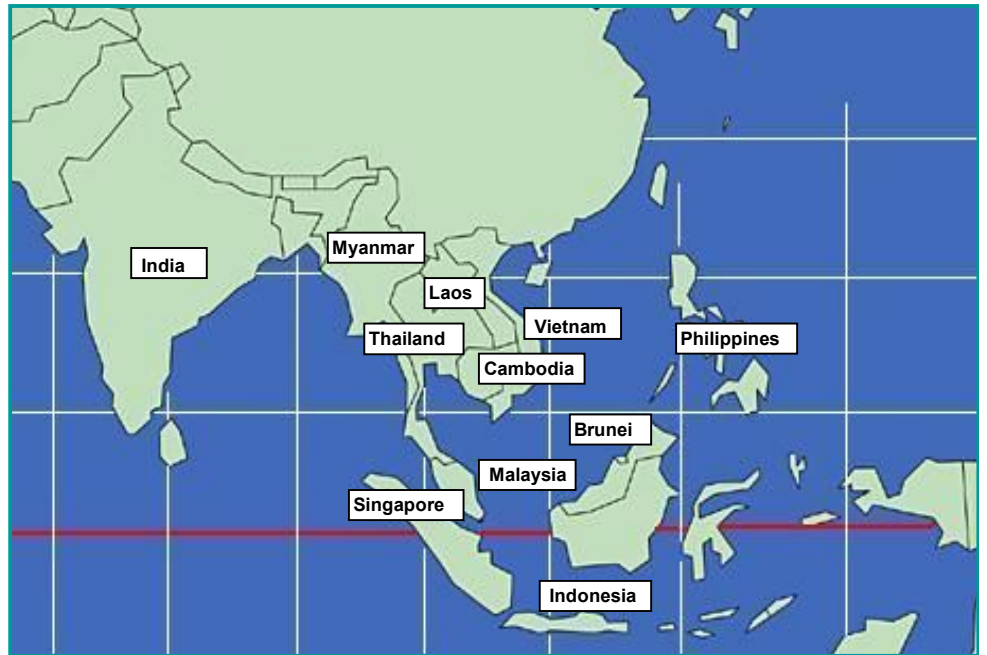 Myanmar
India
Laos
Vietnam
Thailand
Philippines
Cambodia
Brunei
Malaysia
Singapore
Indonesia